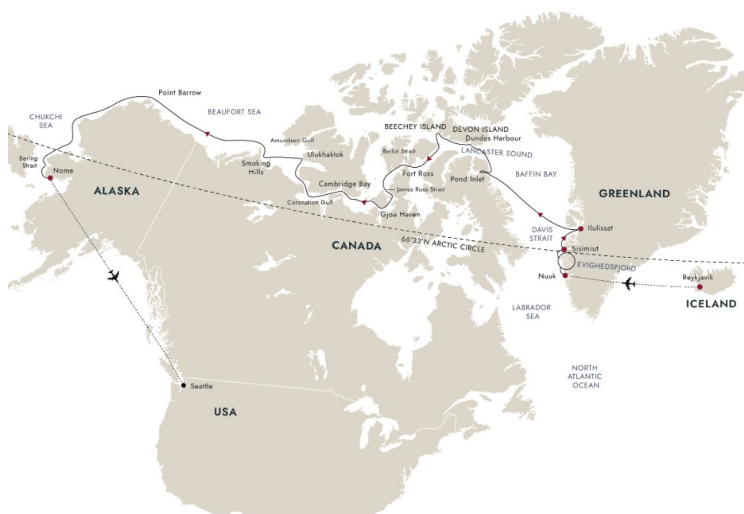 Point Barrow
CHUKCHI
SEA
BEAUFORT SEA
BEECHEY ISLAND
DEVON ISLAND
Dundes Harbour
Amundsen Gulf
Bellot Strait
LANCASTER SOUND
Bering
Strait
Nome
Ulukhaktok
Smoking
Hills
Fort Ross
Pond Inlet
BAFFIN BAY
ALASKA
Cambridge Bay
James Ross Strait
GREENLAND
Coronation Gulf
Gjoa Haven
CANADA
66°33'N ARCTIC CIRCLE
DAVIS
STRAIT
Ilulissat
Sisimiut
EVIGHEDSFJORD
Nuuk
Reykjavik
ICELAND
LABRADOR
SEA
NORTH
ATLANTIC
OCEAN
Seattle
USA